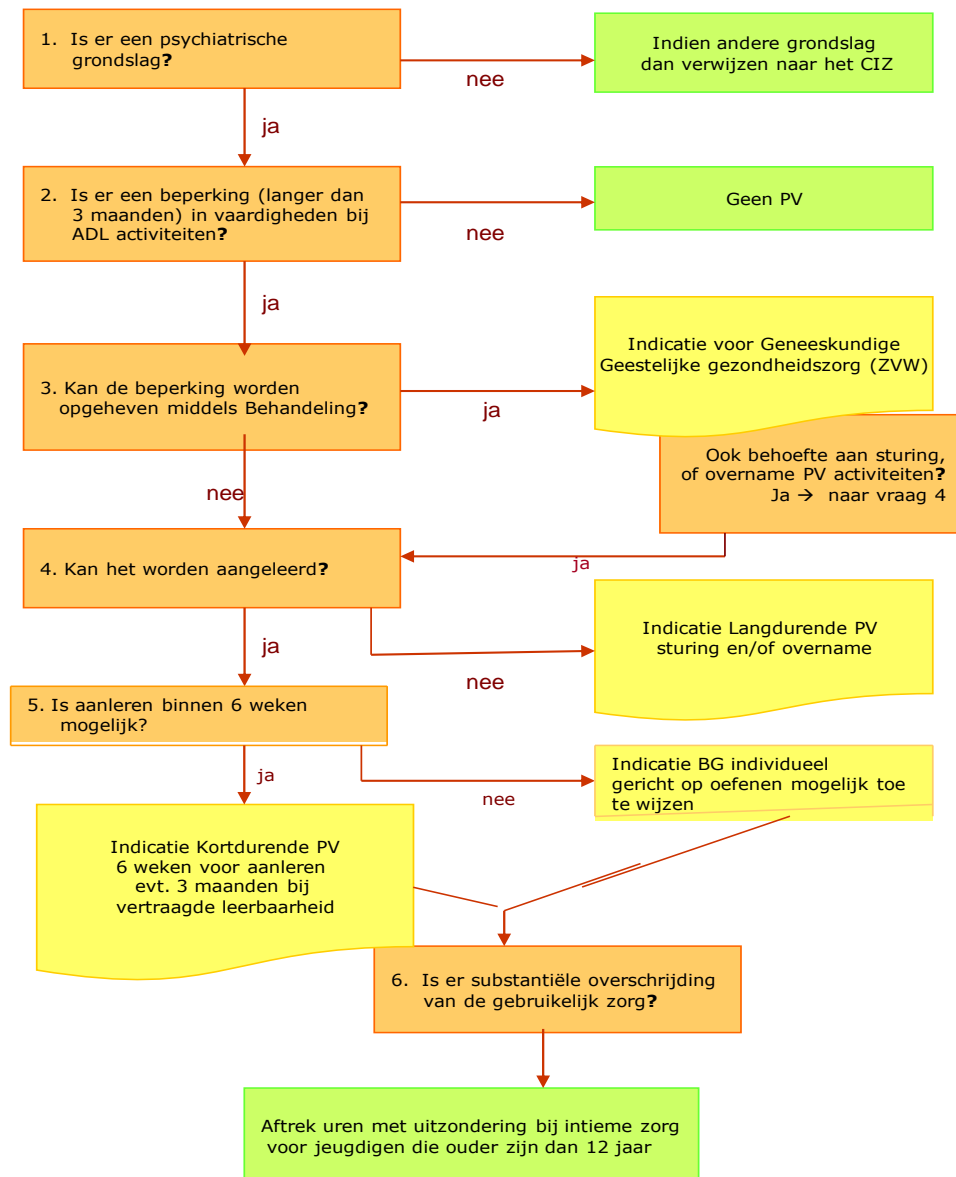 1. Is er een psychiatrische
grondslag?
nee
Indien andere grondslag
dan verwijzen naar het CIZ
ja
2. Is er een beperking (langer dan
3 maanden) in vaardigheden bij
ADL activiteiten?
nee
Geen PV
ja
3. Kan de beperking worden
opgeheven middels Behandeling?
ja
Indicatie voor Geneeskundige
Geestelijke gezondheidszorg (ZVW)
Ook behoefte aan sturing,
of overname PV activiteiten?
Ja → naar vraag 4
nee
ja
4. Kan het worden aangeleerd?
nee
Indicatie Langdurende PV
sturing en/of overname
ja
5. Is aanleren binnen 6 weken
mogelijk?
nee
Indicatie BG individueel
gericht op oefenen mogelijk toe
te wijzen
ja
Indicatie Kortdurende PV
6 weken voor aanleren
evt. 3 maanden bij
vertraagde leerbaarheid
6. Is er substantiële overschrijding
van de gebruikelijk zorg?
Aftrek uren met uitzondering bij intieme zorg
voor jeugdigen die ouder zijn dan 12 jaar